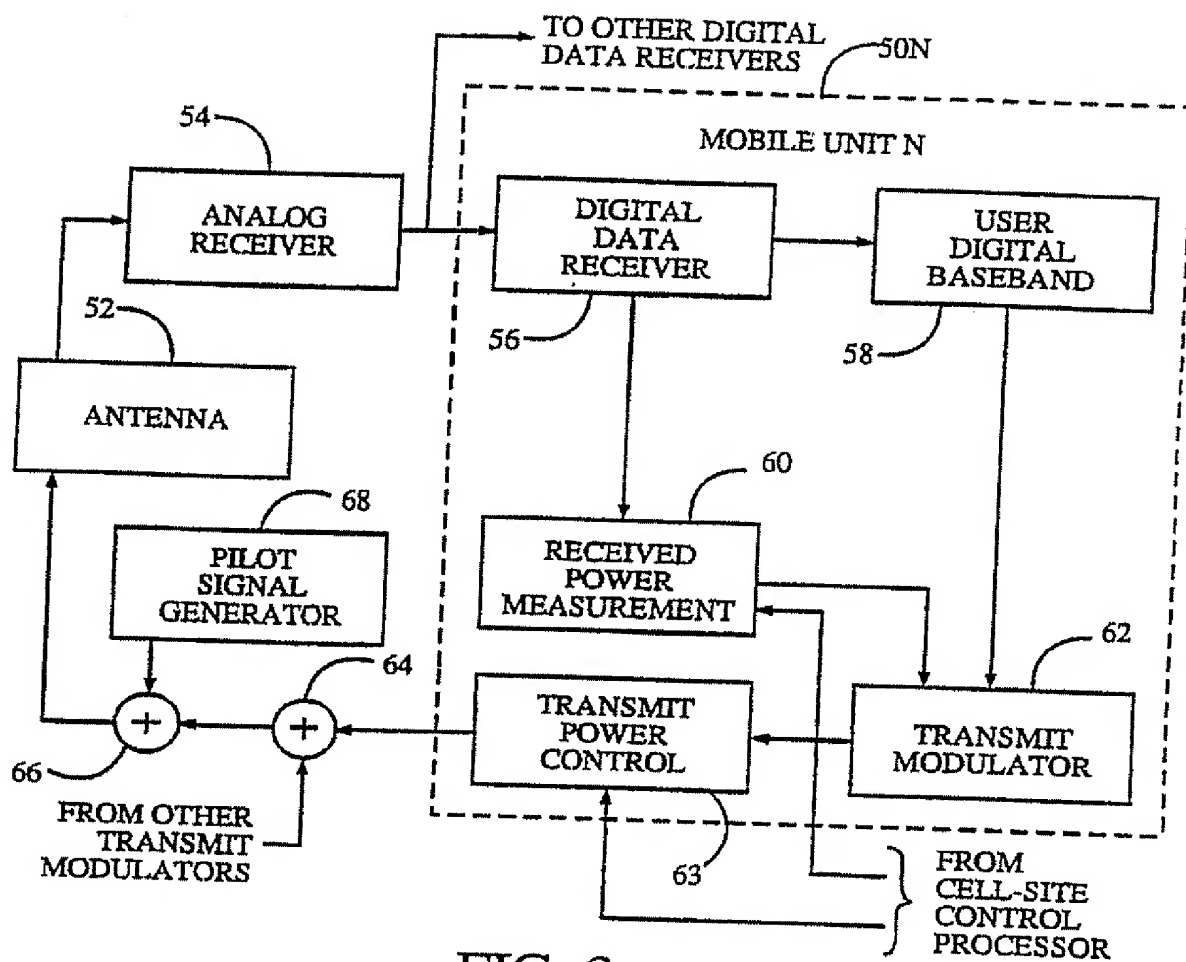 TO OTHER DIGITAL
DATA RECEIVERS
50N
54
MOBILE UNIT N
ANALOG
RECEIVER
DIGITAL
DATA
RECEIVER
USER
DIGITAL
BASEBAND
52
56
58
ANTENNA
60
68
PILOT
SIGNAL
GENERATOR
RECEIVED
POWER
MEASUREMENT
62
64
TRANSMIT
POWER
CONTROL
TRANSMIT
MODULATOR
+
+
66
FROM OTHER
TRANSMIT
MODULATORS
63
FROM
CELL-SITE
CONTROL
PROCESSOR